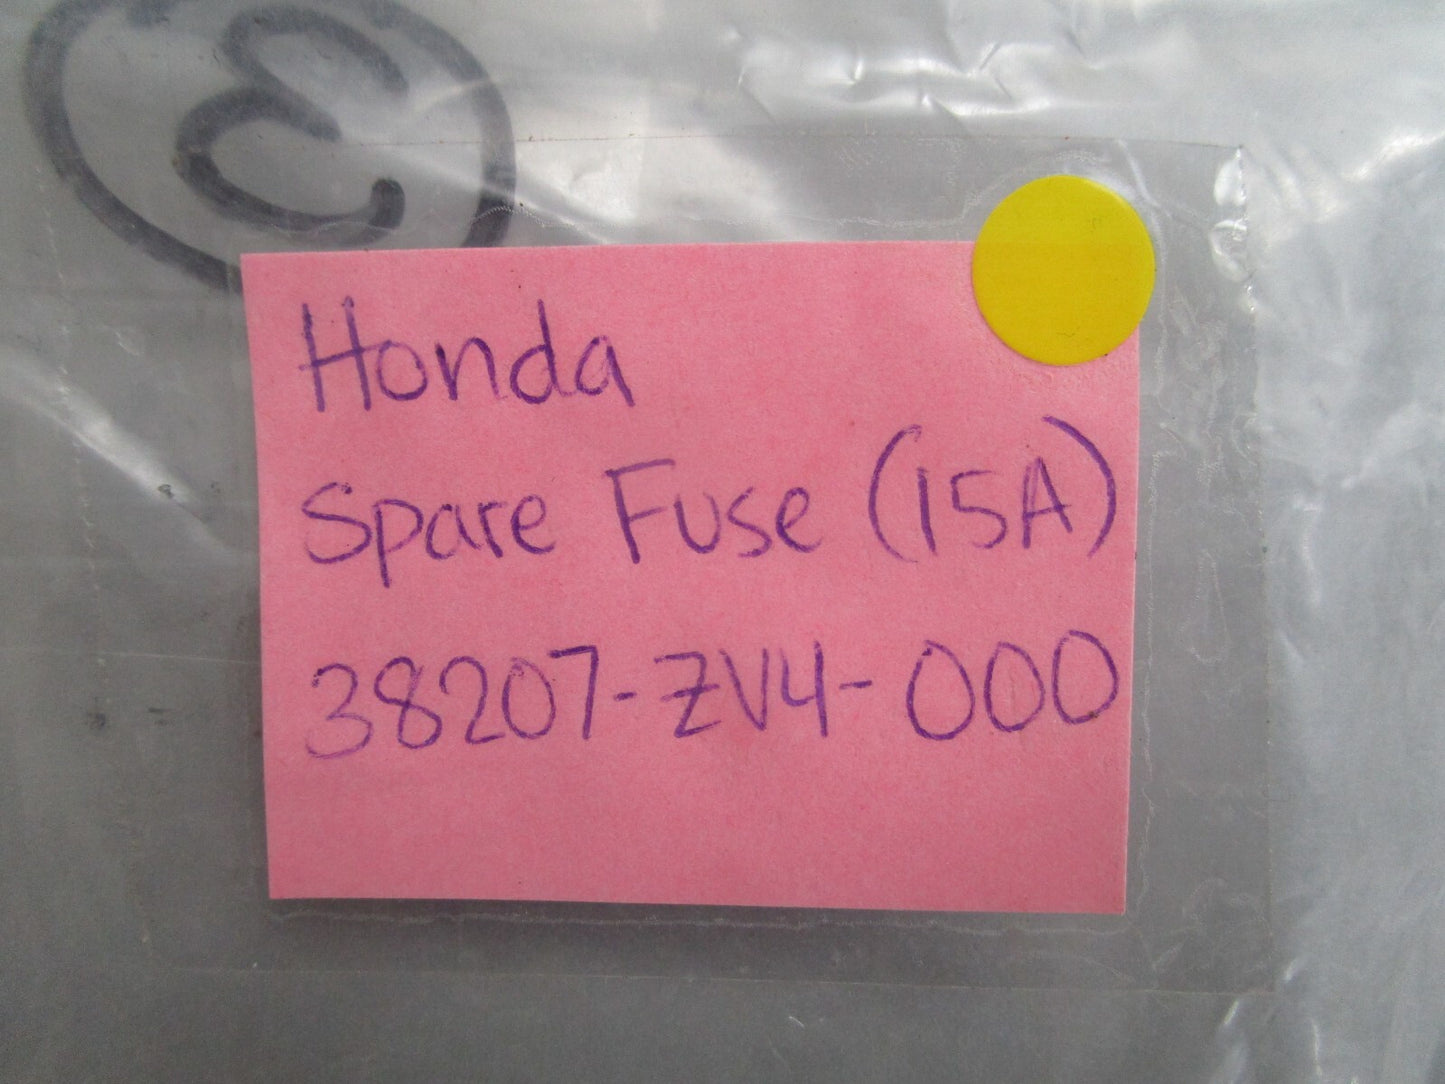 3
Honda
Spare Fuse (15A)
38207-ZV4-000